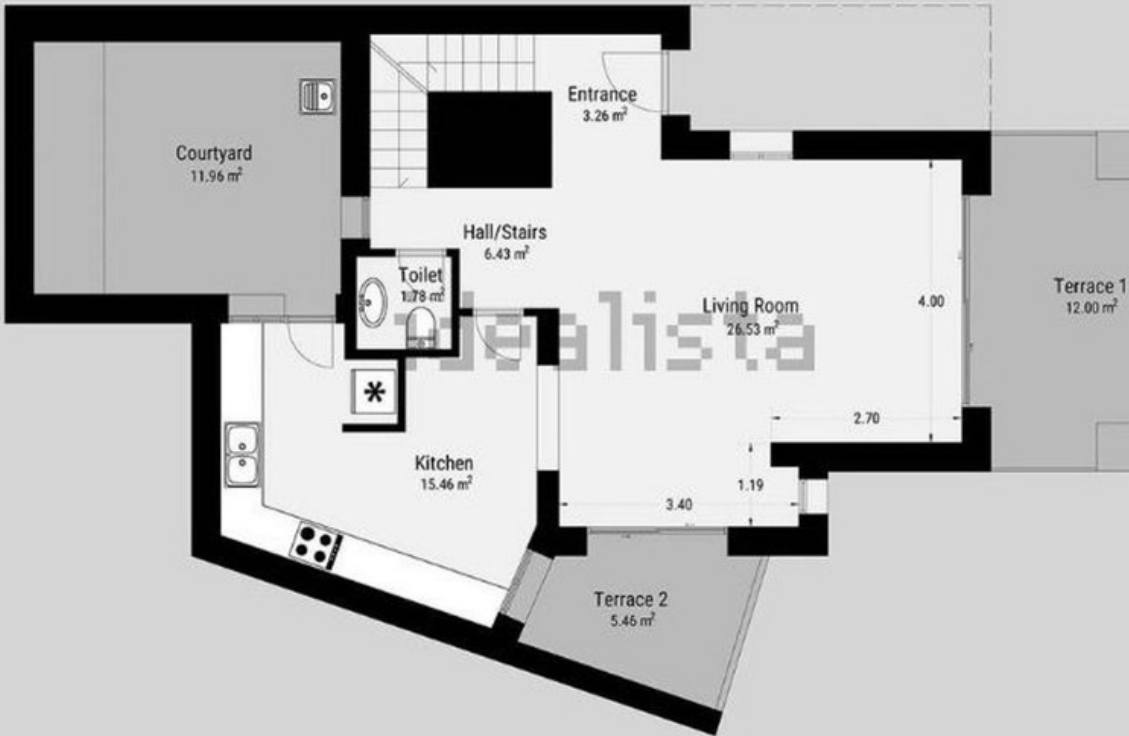 Entrance
3.26 m²
Courtyard
11.96 m²
Hall/Stairs
6.43 m²
Toilet
1.78 m²
Living Room
26.53 m²
4.00
Terrace 1
12.00 m²
idealista
2.70
Kitchen
15.46 m²
1.19
3.40
Terrace 2
5.46 m²